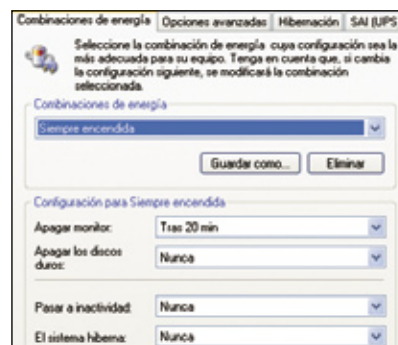 Combinaciones de energía Opciones avanzadas Hibernación SAI (UPS
Seleccione la combinación de energía cuya configuración sea la
más adecuada para su equipo. Tenga en cuenta que, si cambia
la configuración siguiente, se modificará la combinación
seleccionada.
Combinaciones de energía
Siempre encendida
Guardar como... Eliminar
Configuración para Siempre encendida
Apagar monitor: Tras 20 min
Apagar los discos
duros: Nunca
Pasar a inactividad: Nunca
El sistema hiberna: Nunca